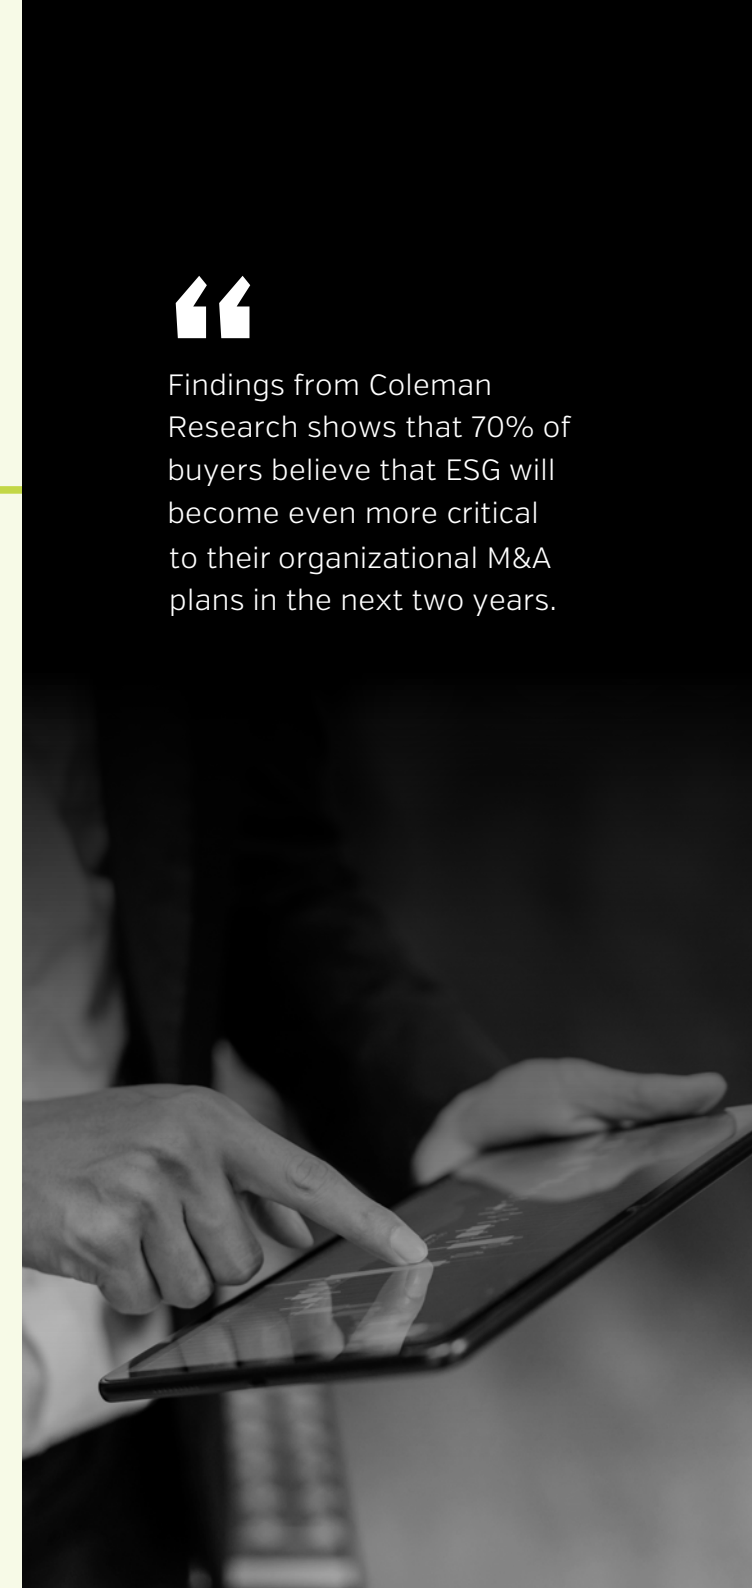 “
Findings from Coleman
Research shows that 70% of
buyers believe that ESG will
become even more critical
to their organizational M&A
plans in the next two years.